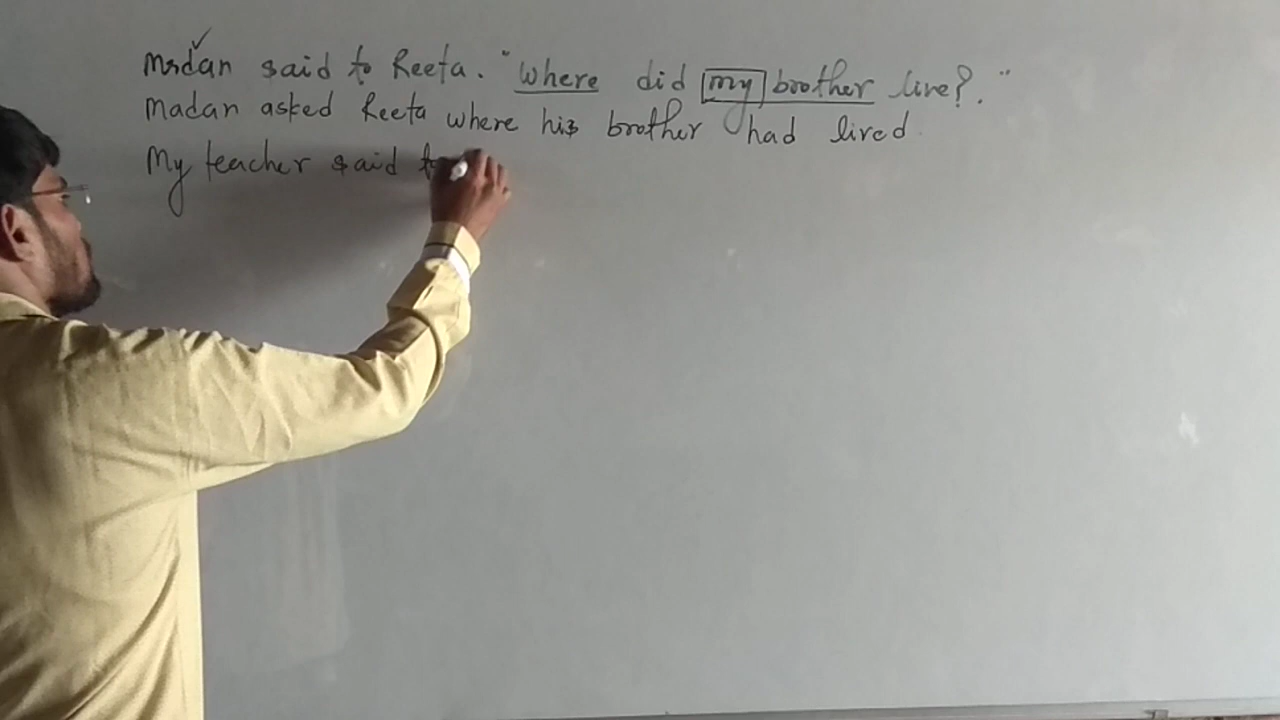 Madan said to Reeta. "Where did my brother live?."
Madan asked Reeta where his brother had lived.
My teacher said